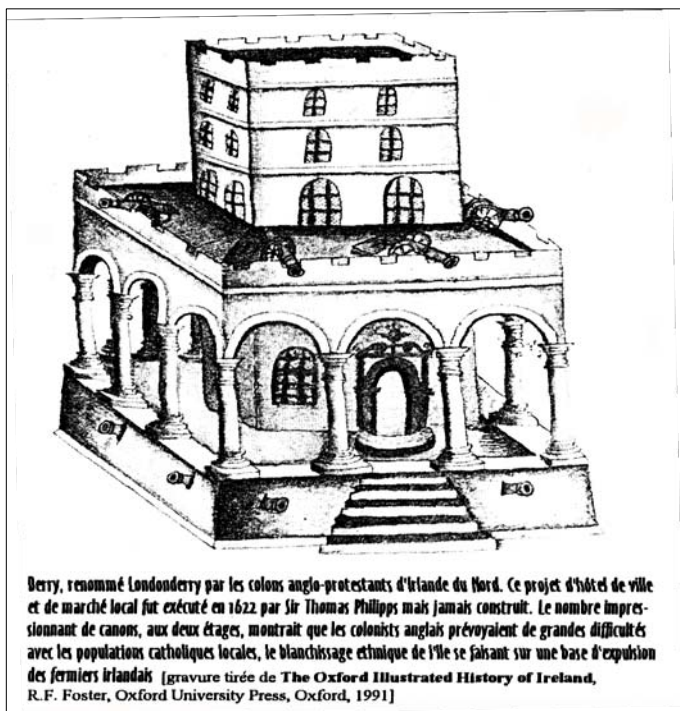 Derry, renommé Londonderry par les colons anglo-protestants d'Irlande du Nord. Ce projet d'hôtel de ville
et de marché local fut exécuté en 1622 par Sir Thomas Philipps mais jamais construit. Le nombre impres-
sionnant de canons, aux deux étages, montrait que les colonists anglais prévoyaient de grandes difficultés
avec les populations catholiques locales, le blanchissage ethnique de l'île se faisant sur une base d'expulsion
des fermiers irlandais [gravure tirée de The Oxford Illustrated History of Ireland,
R.F. Foster, Oxford University Press, Oxford, 1991]